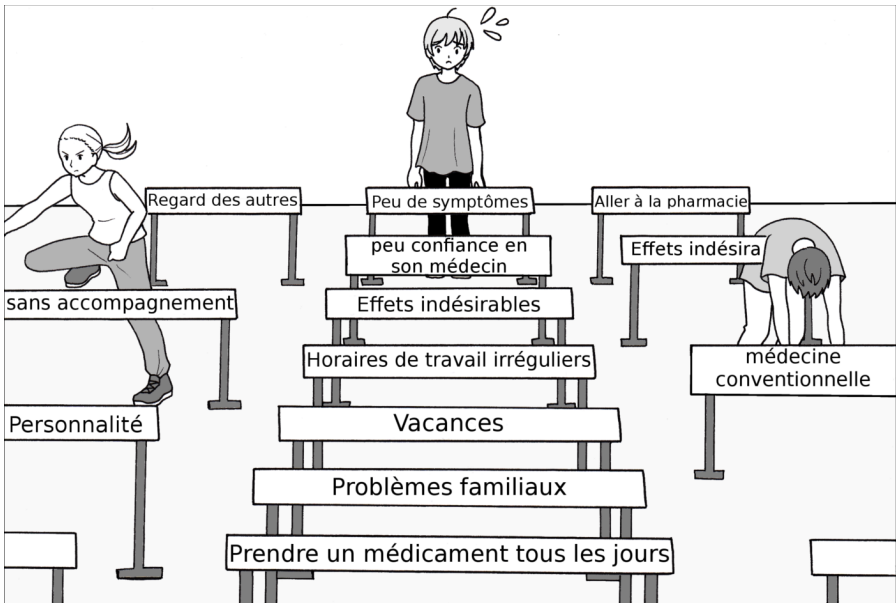 Regard des autres
Peu de symptômes
Aller à la pharmacie
peu confiance en
son médecin
Effets indésira
sans accompagnement
Effets indésirables
Horaires de travail irréguliers
médecine
conventionnelle
Personnalité
Vacances
Problèmes familiaux
Prendre un médicament tous les jours